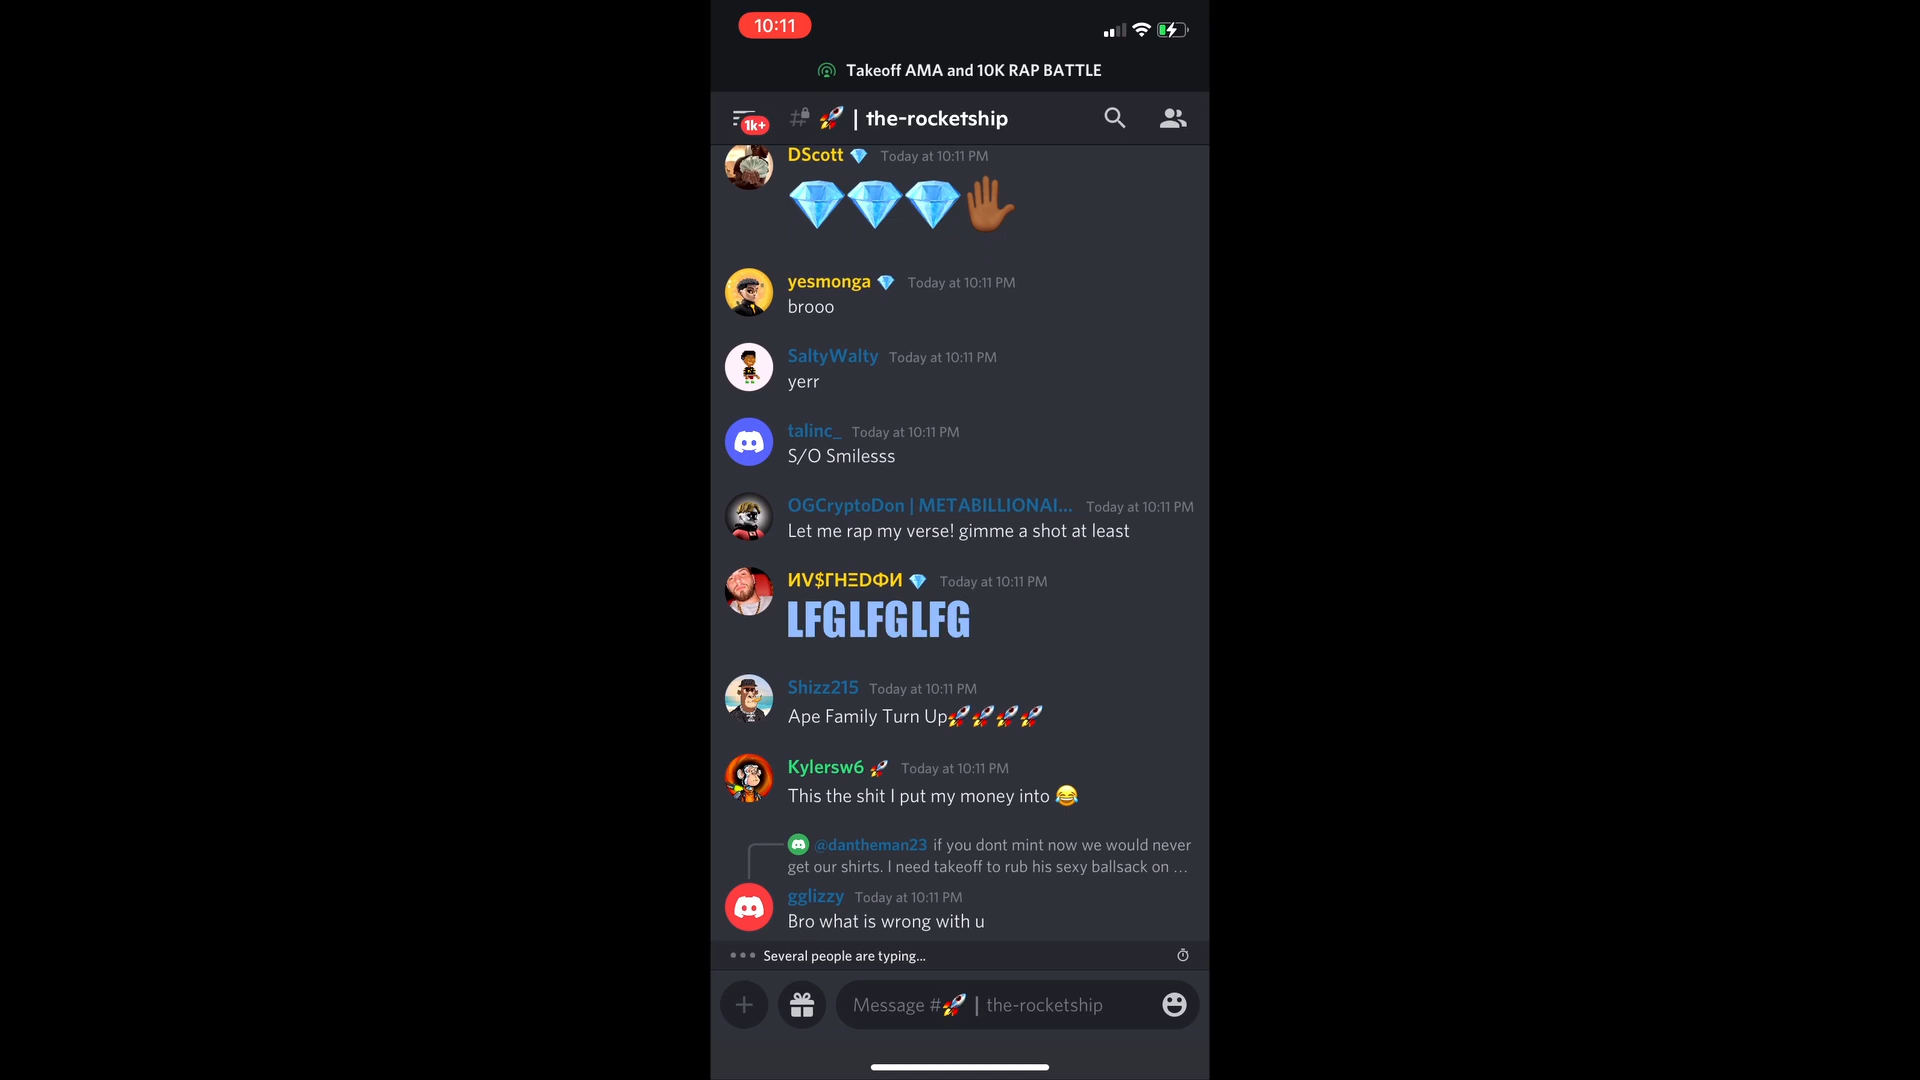 10:11
Takeoff AMA and 10K RAP BATTLE
1k+
# 🚀 | the-rocketship
DScott 💎 Today at 10:11 PM
💎💎💎🤚🏾
yesmonga 💎 Today at 10:11 PM
brooo
SaltyWalty Today at 10:11 PM
yerr
talinc_ Today at 10:11 PM
S/O Smilesss
OGCryptoDon | METABILLIONAI... Today at 10:11 PM
Let me rap my verse! gimme a shot at least
ИV$ГHΞDФИ 💎 Today at 10:11 PM
LFGLFGLFG
Shizz215 Today at 10:11 PM
Ape Family Turn Up🚀🚀🚀🚀
Kylersw6 🚀 Today at 10:11 PM
This the shit I put my money into 😂
@dantheman23 if you dont mint now we would never
get our shirts. I need takeoff to rub his sexy ballsack on ...
gglizzy Today at 10:11 PM
Bro what is wrong with u
Several people are typing...
Message #🚀 | the-rocketship